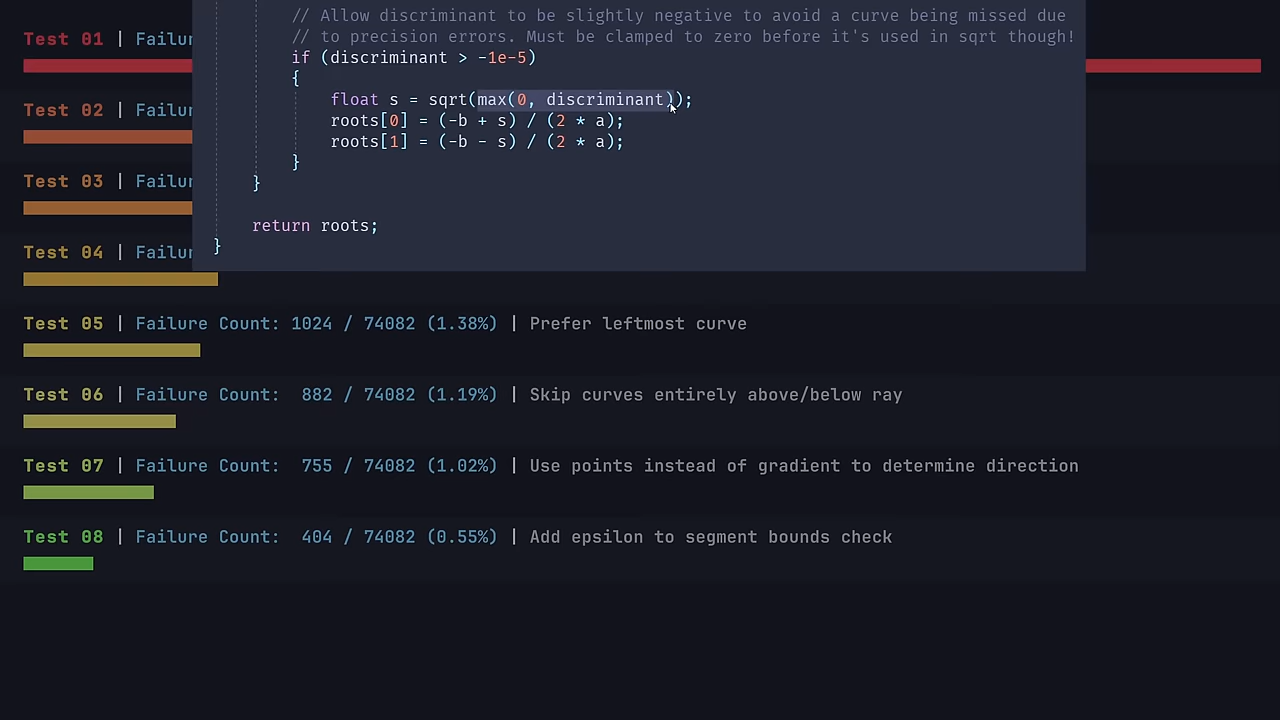 // Allow discriminant to be slightly negative to avoid a curve being missed due
// to precision errors. Must be clamped to zero before it's used in sqrt though!
if (discriminant > -1e-5)
{
float s = sqrt(max(0, discriminant));
roots[0] = (-b + s) / (2 * a);
roots[1] = (-b - s) / (2 * a);
}
}
return roots;
}
Test 01 |
Test 02 |
Test 03 |
Test 04 |
Test 05 | Failure Count: 1024 / 74082 (1.38%) | Prefer leftmost curve
Test 06 | Failure Count: 882 / 74082 (1.19%) | Skip curves entirely above/below ray
Test 07 | Failure Count: 755 / 74082 (1.02%) | Use points instead of gradient to determine direction
Test 08 | Failure Count: 404 / 74082 (0.55%) | Add epsilon to segment bounds check